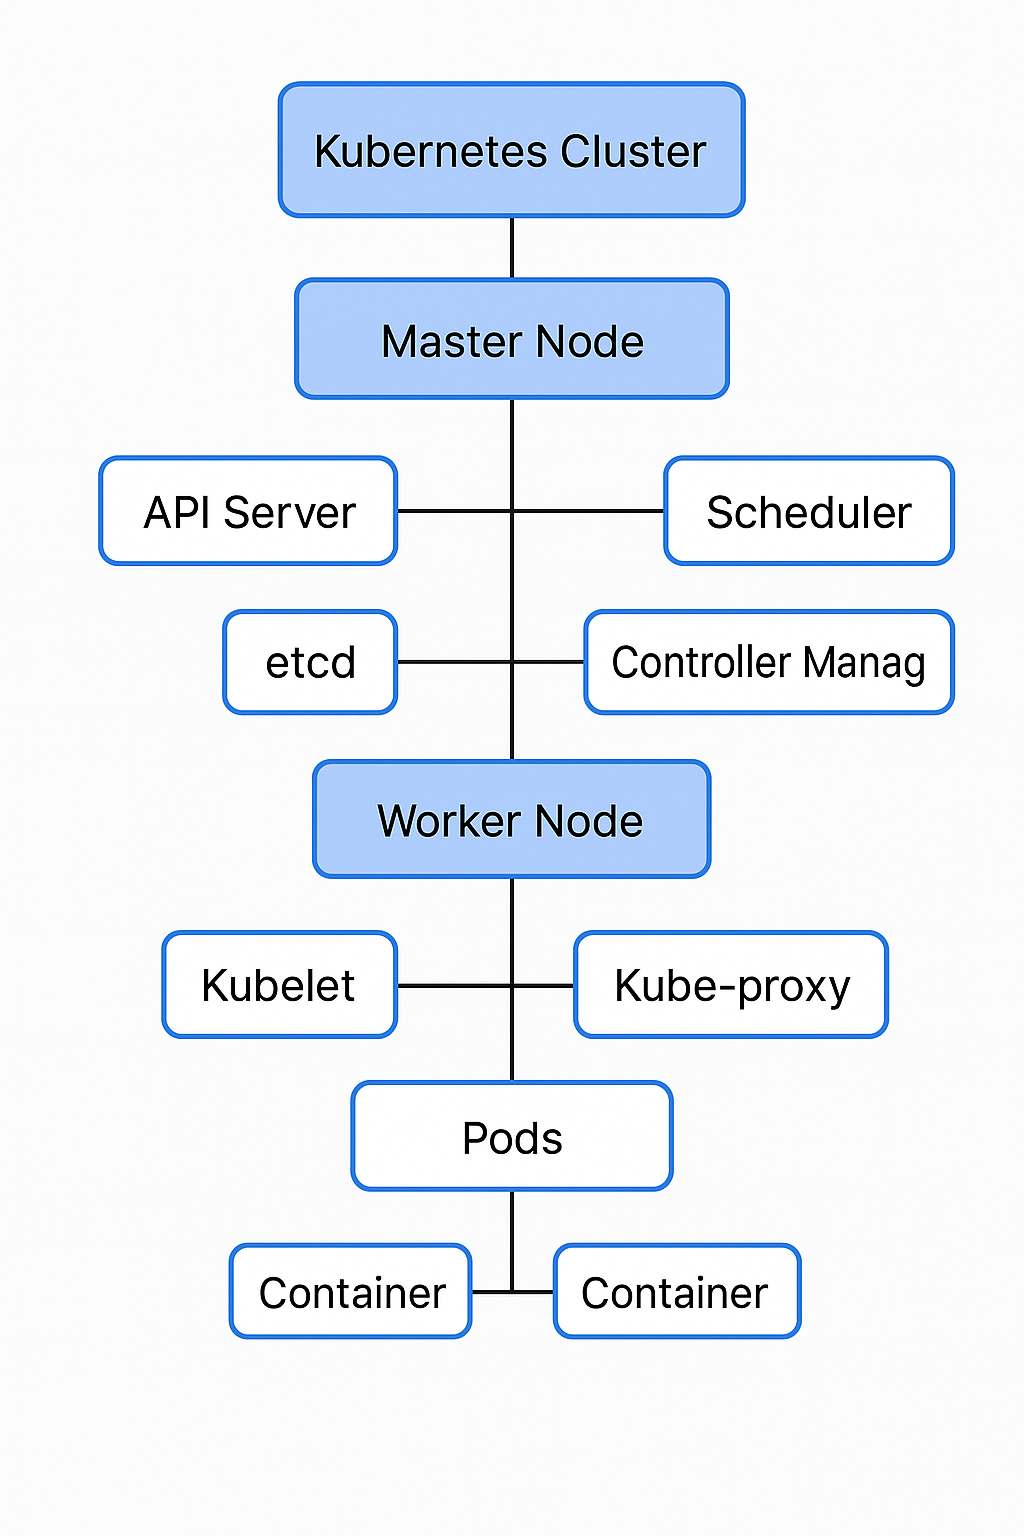 Kubernetes Cluster
Master Node
API Server
Scheduler
etcd
Controller Manag
Worker Node
Kubelet
Kube-proxy
Pods
Container
Container